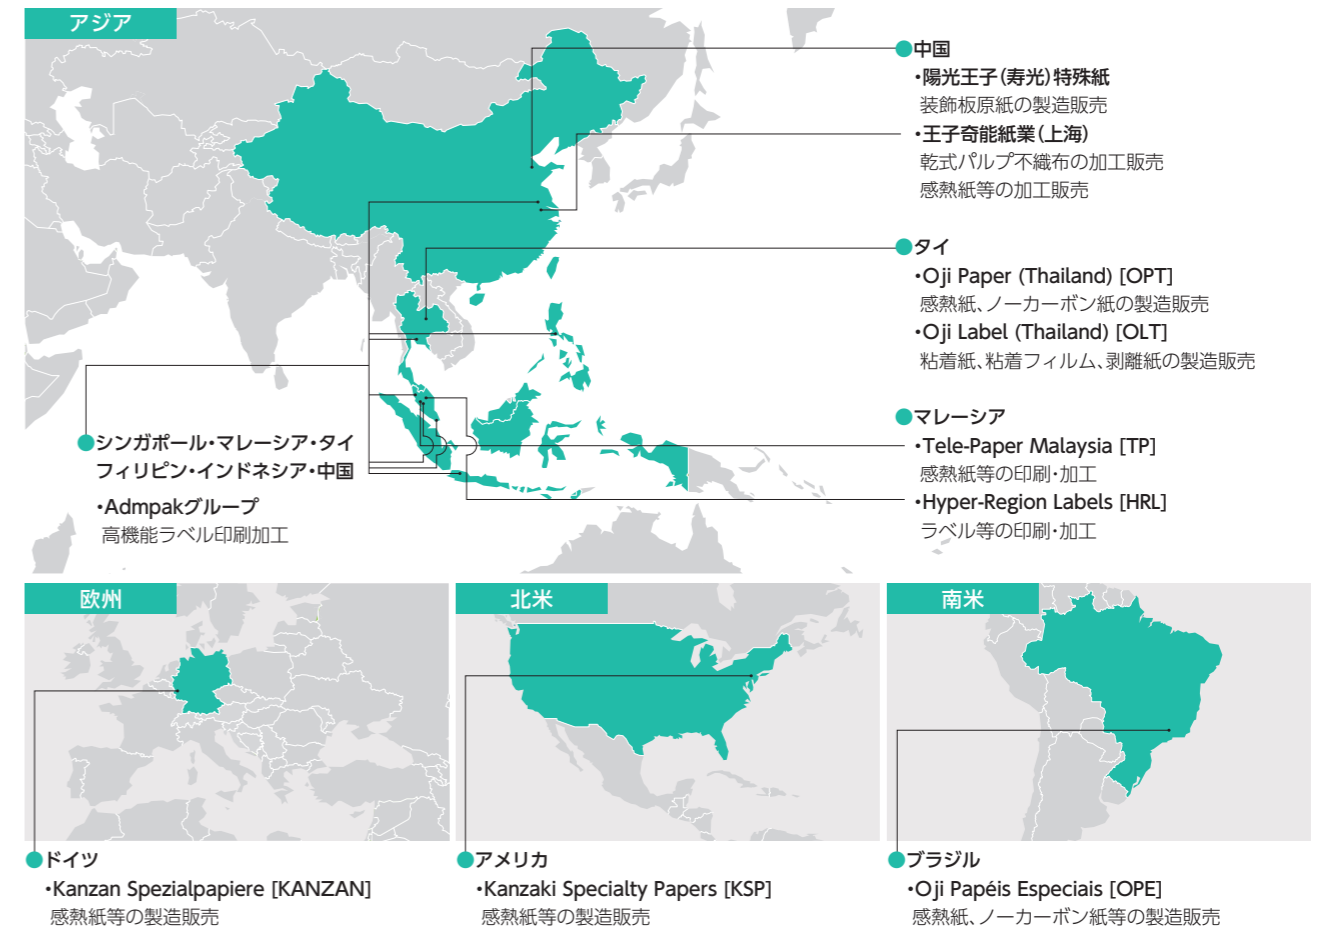 アジア
●中国
・陽光王子(寿光)特殊紙
装飾板原紙の製造販売
・王子奇能紙業(上海)
乾式パルプ不織布の加工販売
感熱紙等の加工販売
●タイ
・Oji Paper (Thailand) [OPT]
感熱紙、ノーカーボン紙の製造販売
・Oji Label (Thailand) [OLT]
粘着紙、粘着フィルム、剥離紙の製造販売
●マレーシア
・Tele-Paper Malaysia [TP]
感熱紙等の印刷・加工
・Hyper-Region Labels [HRL]
ラベル等の印刷・加工
●シンガポール・マレーシア・タイ
フィリピン・インドネシア・中国
・Admpakグループ
高機能ラベル印刷加工
欧州
●ドイツ
・Kanzan Spezialpapiere [KANZAN]
感熱紙等の製造販売
北米
●アメリカ
・Kanzaki Specialty Papers [KSP]
感熱紙等の製造販売
南米
●ブラジル
・Oji Papéis Especiais [OPE]
感熱紙、ノーカーボン紙等の製造販売